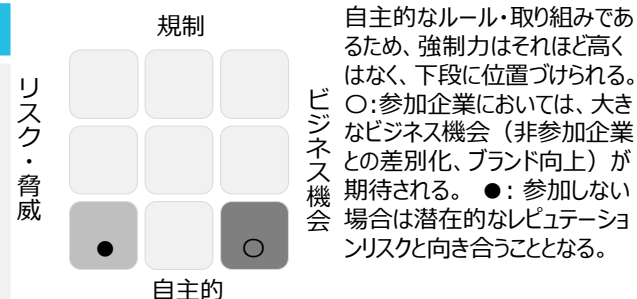 規制
リスク・脅威
ビジネス機会
●
○
自主的
自主的なルール・取り組みであ
るため、強制力はそれほど高く
はなく、下段に位置づけられる。
○:参加企業においては、大き
なビジネス機会（非参加企業
との差別化、ブランド向上）が
期待される。 ●: 参加しない
場合は潜在的なレピュテーショ
ンリスクと向き合うこととなる。